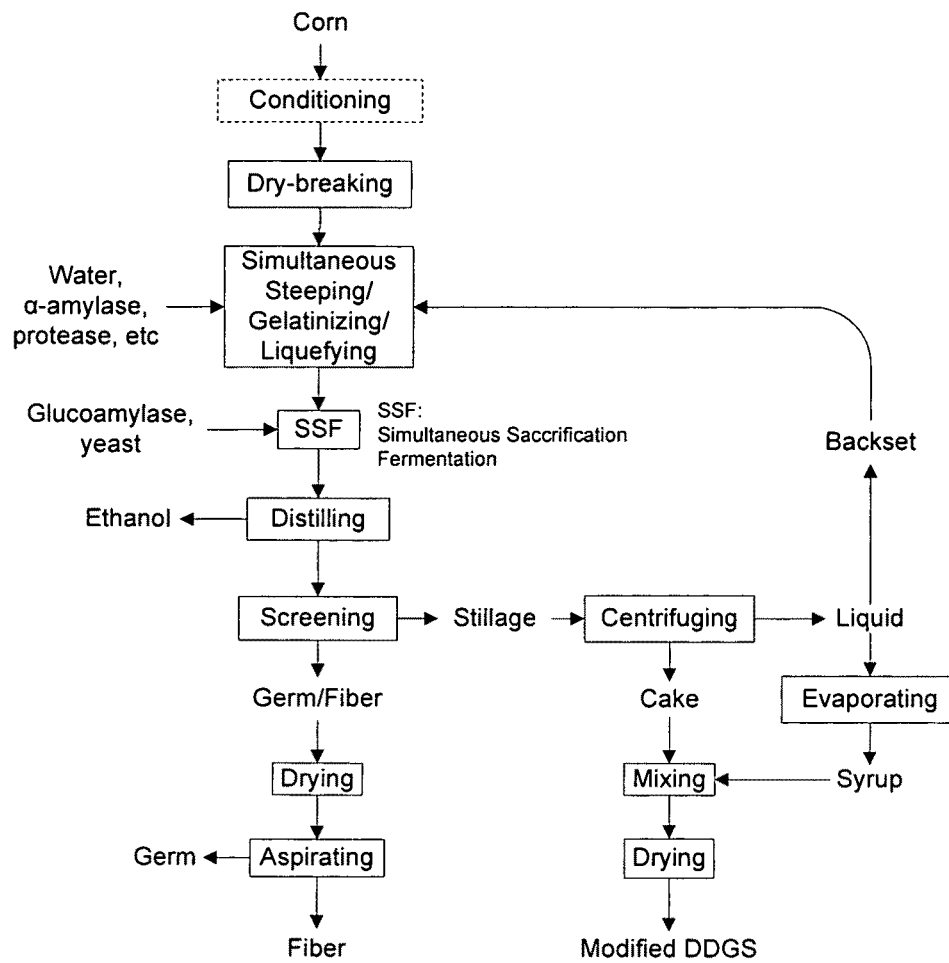 Corn
Conditioning
Dry-breaking
Water,
α-amylase,
protease, etc
Simultaneous
Steeping/
Gelatinizing/
Liquefying
Glucoamylase,
yeast
SSF
SSF:
Simultaneous Saccrification
Fermentation
Backset
Ethanol
Distilling
Screening
Stillage
Centrifuging
Liquid
Germ/Fiber
Cake
Evaporating
Drying
Mixing
Syrup
Germ
Aspirating
Drying
Fiber
Modified DDGS